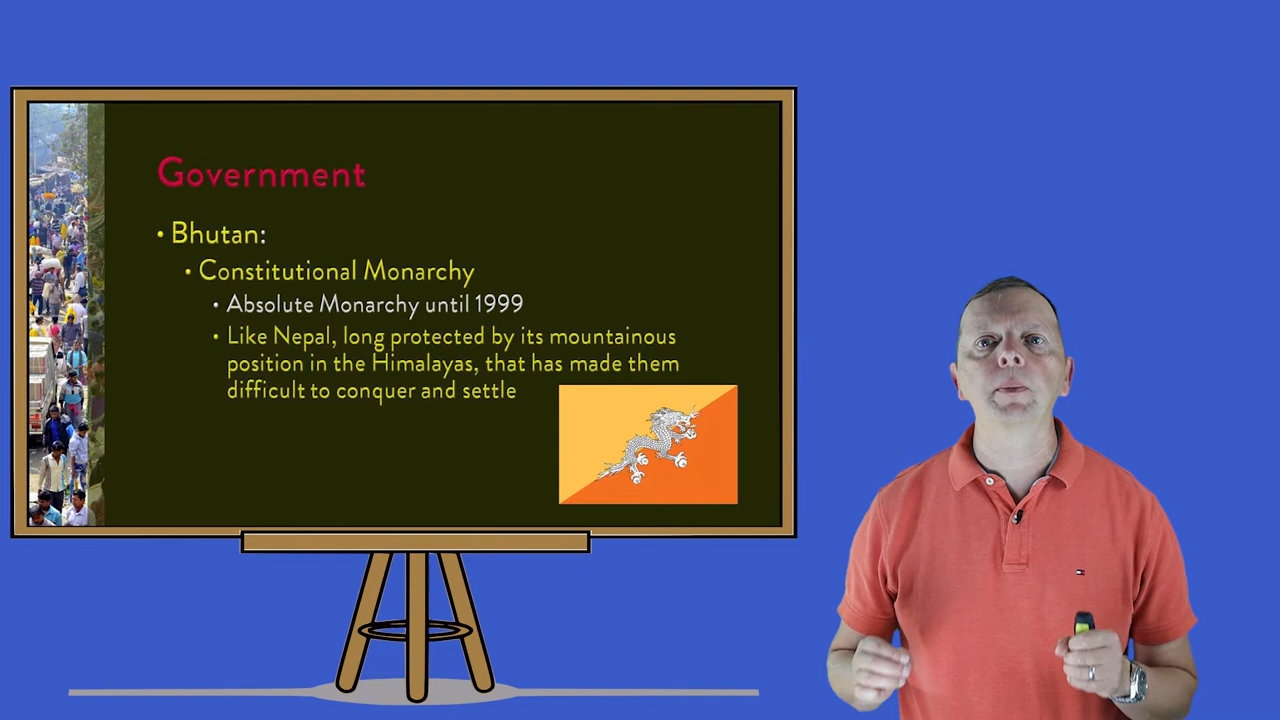 Government
• Bhutan:
• Constitutional Monarchy
• Absolute Monarchy until 1999
• Like Nepal, long protected by its mountainous
position in the Himalayas, that has made them
difficult to conquer and settle